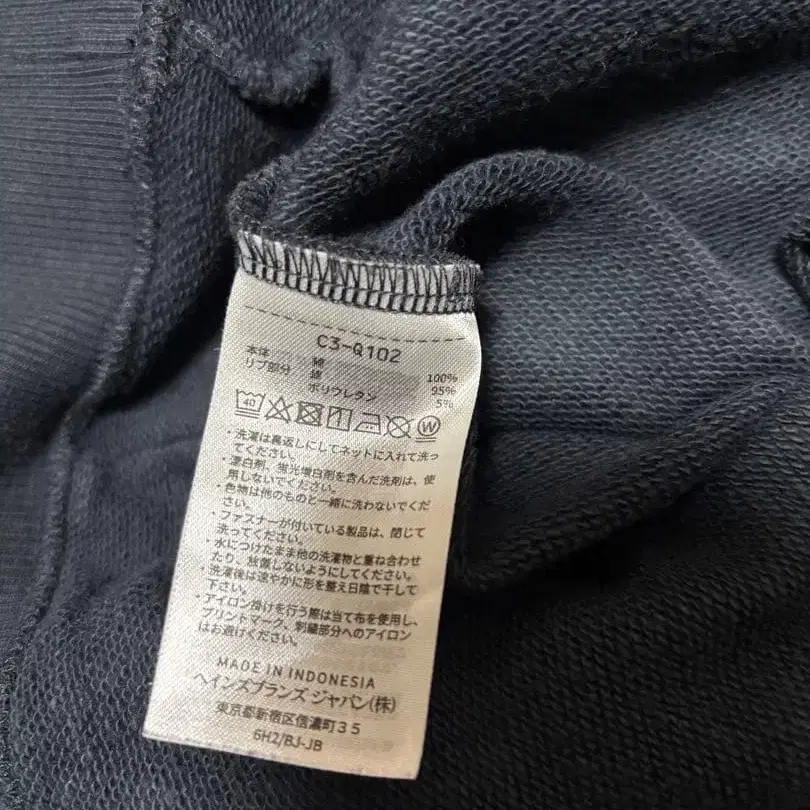 C3-Q102
本体 綿 100%
リブ部分 綿 95%
ポリウレタン 5%
40 W
・洗濯は裏返しにしてネットに入れて洗っ
てください。
・漂白剤、蛍光増白剤を含んだ洗剤は、使
用しないでください。
・色物は他のものと一緒に洗わないでくだ
さい。
・ファスナーが付いている製品は、閉じて
洗ってください。
・水につけたまま他の洗濯物と重ね合わせ
たり、放置しないようにしてください。
・洗濯後は速やかに形を整え日陰で干して
下さい。
・アイロン掛けを行う際は当て布を使用し、
プリントマーク、刺繍部分へのアイロン
はお避けください。
MADE IN INDONESIA
ヘインズブランズ ジャパン(株)
東京都新宿区信濃町35
6H2/BJ-JB